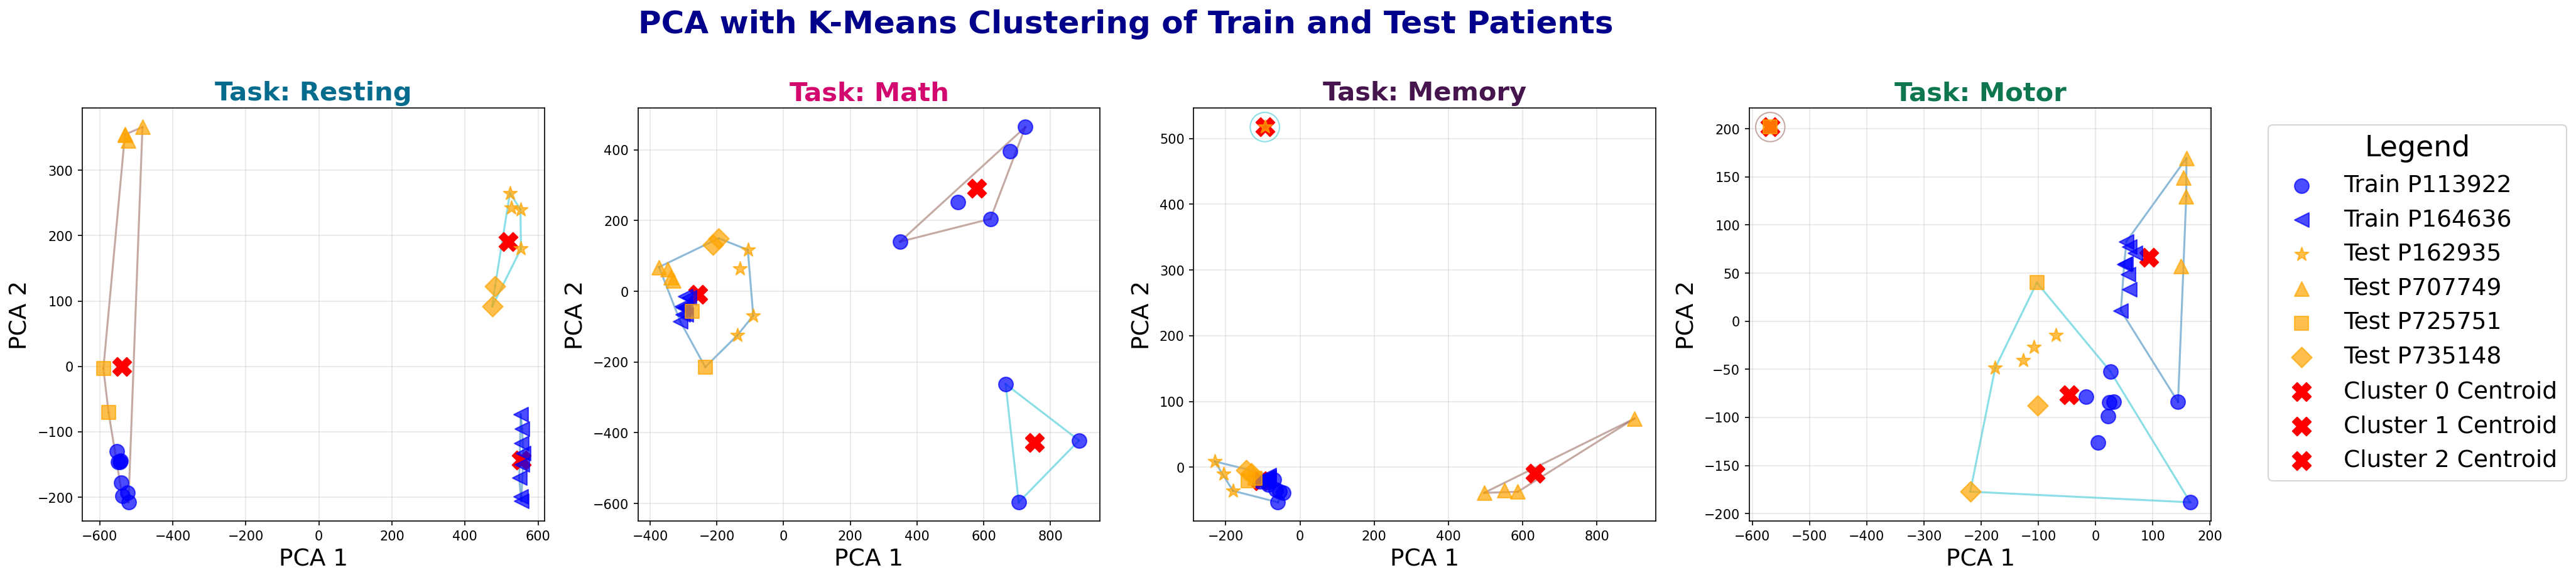 PCA with K-Means Clustering of Train and Test Patients
Task: Resting
PCA 2
300
200
100
0
−100
−200
−600
−400
−200
0
200
400
600
PCA 1
Task: Math
PCA 2
400
200
0
−200
−400
−600
−400
−200
0
200
400
600
800
PCA 1
Task: Memory
PCA 2
500
400
300
200
100
0
−200
0
200
400
600
800
PCA 1
Task: Motor
PCA 2
200
150
100
50
0
−50
−100
−150
−200
−600
−500
−400
−300
−200
−100
0
100
200
PCA 1
Legend
Train P113922
Train P164636
Test P162935
Test P707749
Test P725751
Test P735148
Cluster 0 Centroid
Cluster 1 Centroid
Cluster 2 Centroid